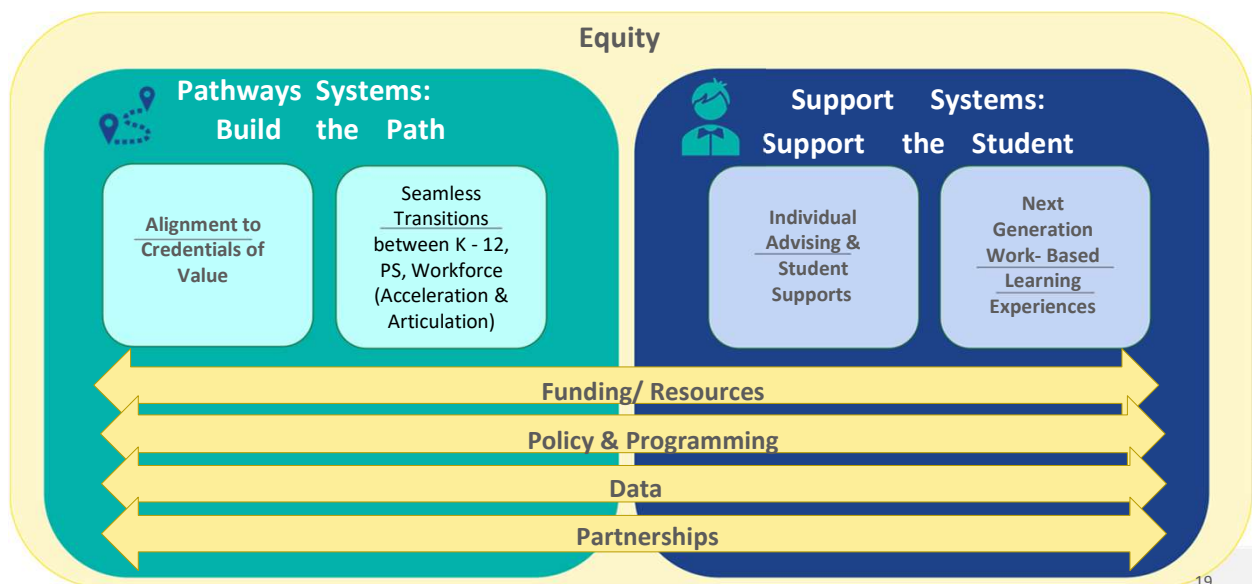 Equity
Pathways Systems:
Build the Path
Support Systems:
Support the Student
Alignment to
Credentials of
Value
Seamless
Transitions
between K - 12,
PS, Workforce
(Acceleration &
Articulation)
Individual
Advising &
Student
Supports
Next
Generation
Work- Based
Learning
Experiences
Funding/ Resources
Policy & Programming
Data
Partnerships
19